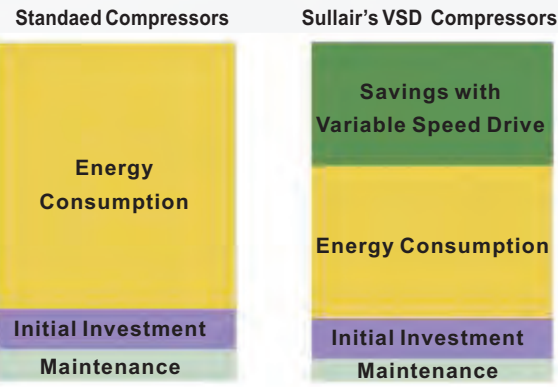 Standaed Compressors
Energy
Consumption
Initial Investment
Maintenance
Sullair's VSD Compressors
Savings with
Variable Speed Drive
Energy Consumption
Initial Investment
Maintenance